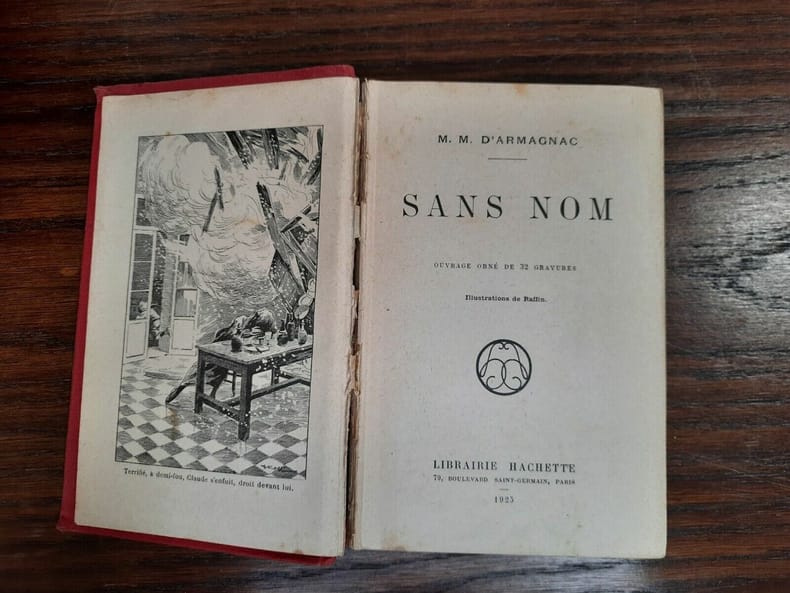 Terrifié, à demi-fou, Claude s'enfuit, droit devant lui.
M. M. D'ARMAGNAC
SANS NOM
OUVRAGE ORNÉ DE 32 GRAVURES
Illustrations de Raffin.
LIBRAIRIE HACHETTE
79, BOULEVARD SAINT-GERMAIN, PARIS
1925